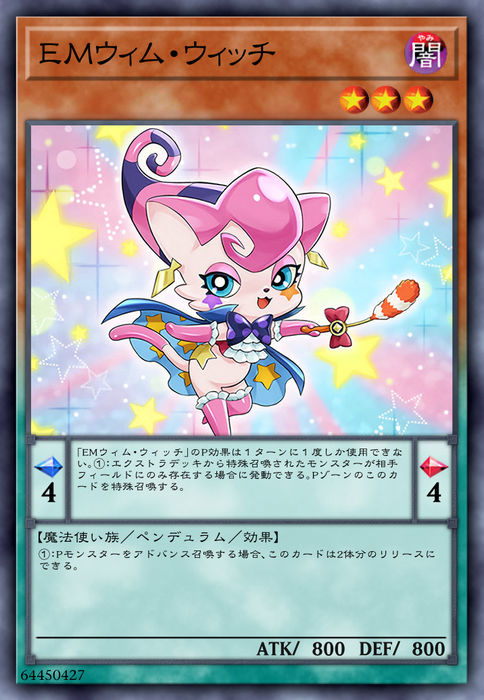 EMウィム・ウィッチ
やみ
闇
「EMウィム・ウィッチ」のP効果は1ターンに1度しか使用できな
い。①:エクストラデッキから特殊召喚されたモンスターが相手
フィールドにのみ存在する場合に発動できる。Pゾーンのこのカ
ードを特殊召喚する。
4
4
【魔法使い族/ペンデュラム/効果】
①:Pモンスターをアドバンス召喚する場合、このカードは2体分のリリースに
できる。
ATK/ 800 DEF/ 800
64450427